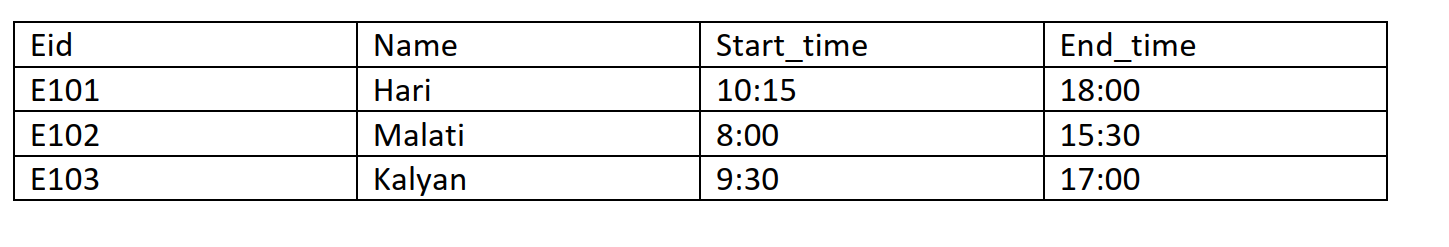 Eid Name Start_time End_time
E101 Hari 10:15 18:00
E102 Malati 8:00 15:30
E103 Kalyan 9:30 17:00